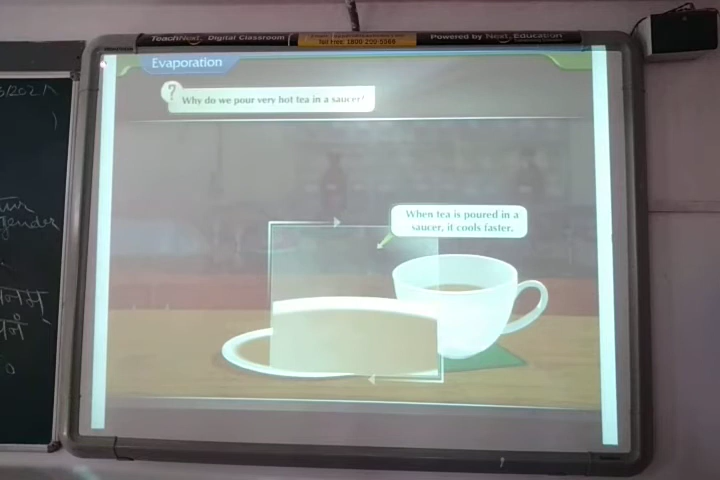 TeachNext Digital Classroom
Toll Free: 1800-200-5566
Powered by Next Education
Evaporation
? Why do we pour very hot tea in a saucer?
When tea is poured in a
saucer, it cools faster.
gender